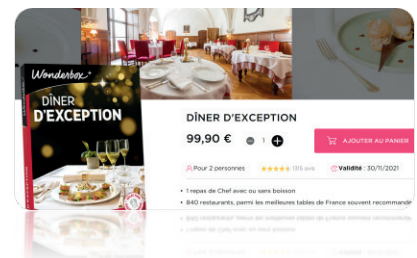 Wonderbox
DÎNER
D'EXCEPTION
DÎNER D'EXCEPTION
99,90 €
1
AJOUTER AU PANIER
Pour 2 personnes
avis
Validité : 30/11/2021
• 1 repas de Chef avec ou sans boisson
• 840 restaurants, parmi les meilleures tables de France souvent recommandé